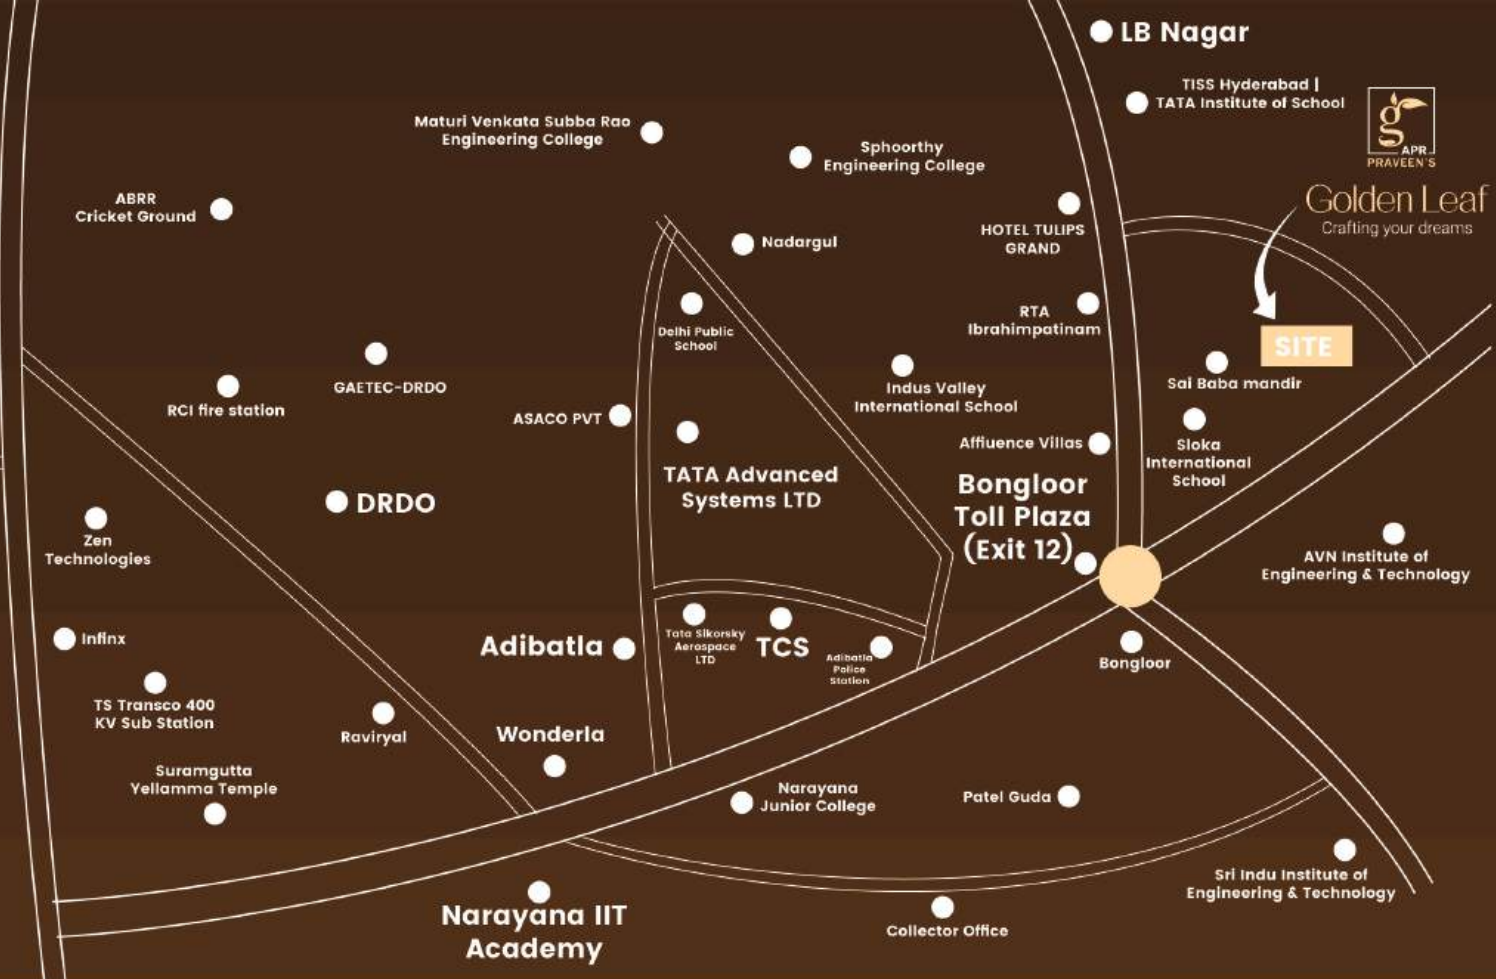 LB Nagar
TISS Hyderabad |
TATA Institute of School
g
APR
PRAVEEN'S
Golden Leaf
Crafting your dreams
Maturi Venkata Subba Rao
Engineering College
Sphoorthy
Engineering College
ABRR
Cricket Ground
HOTEL TULIPS
GRAND
Nadargul
RTA
Ibrahimpatinam
Delhi Public
School
SITE
Sai Baba mandir
GAETEC-DRDO
RCI fire station
Indus Valley
International School
ASACO PVT
Affluence Villas
Sloka
International
School
TATA Advanced
Systems LTD
Bongloor
Toll Plaza
(Exit 12)
DRDO
Zen
Technologies
AVN Institute of
Engineering & Technology
Infinx
Adibatla
Tata Sikorsky
Aerospace
LTD
TCS
Adibatla
Police
Station
Bongloor
TS Transco 400
KV Sub Station
Raviryal
Wonderla
Suramgutta
Yellamma Temple
Narayana
Junior College
Patel Guda
Sri Indu Institute of
Engineering & Technology
Narayana IIT
Academy
Collector Office